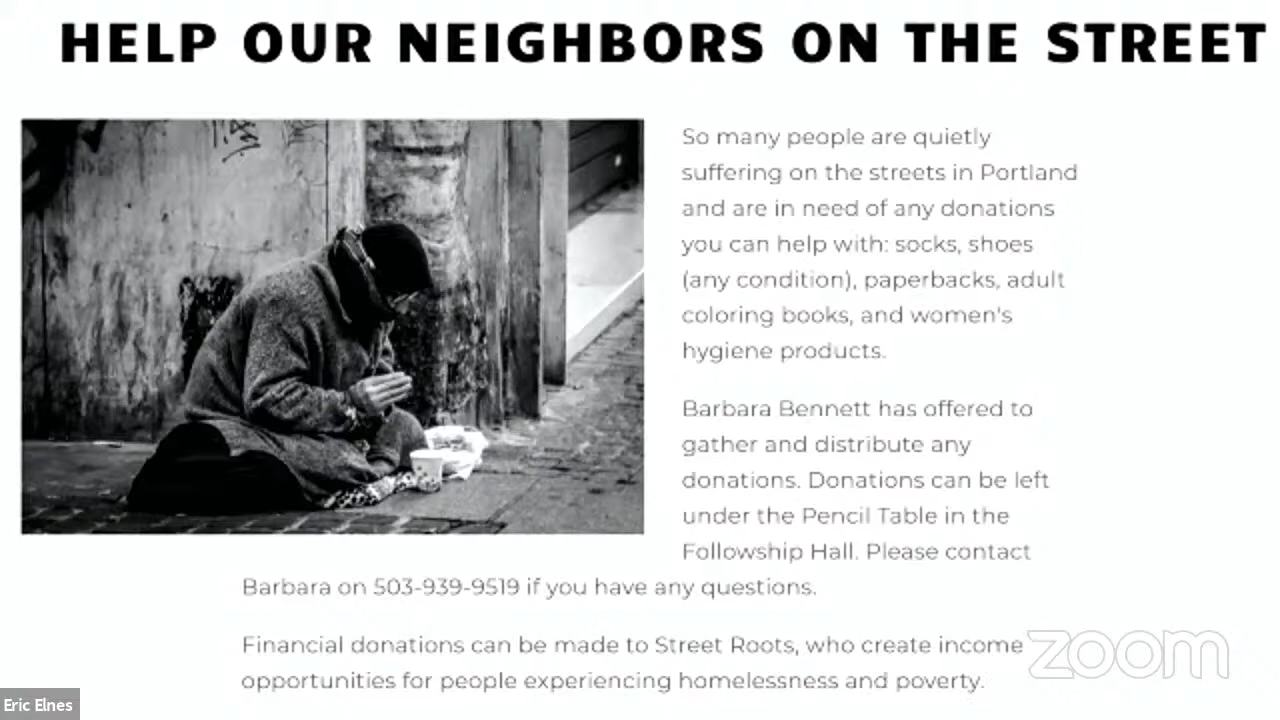 HELP OUR NEIGHBORS ON THE STREET
So many people are quietly
suffering on the streets in Portland
and are in need of any donations
you can help with: socks, shoes
(any condition), paperbacks, adult
coloring books, and women's
hygiene products.
Barbara Bennett has offered to
gather and distribute any
donations. Donations can be left
under the Pencil Table in the
Followship Hall. Please contact
Barbara on 503-939-9519 if you have any questions.
Financial donations can be made to Street Roots, who create income
opportunities for people experiencing homelessness and poverty.
zoom
Eric Elnes